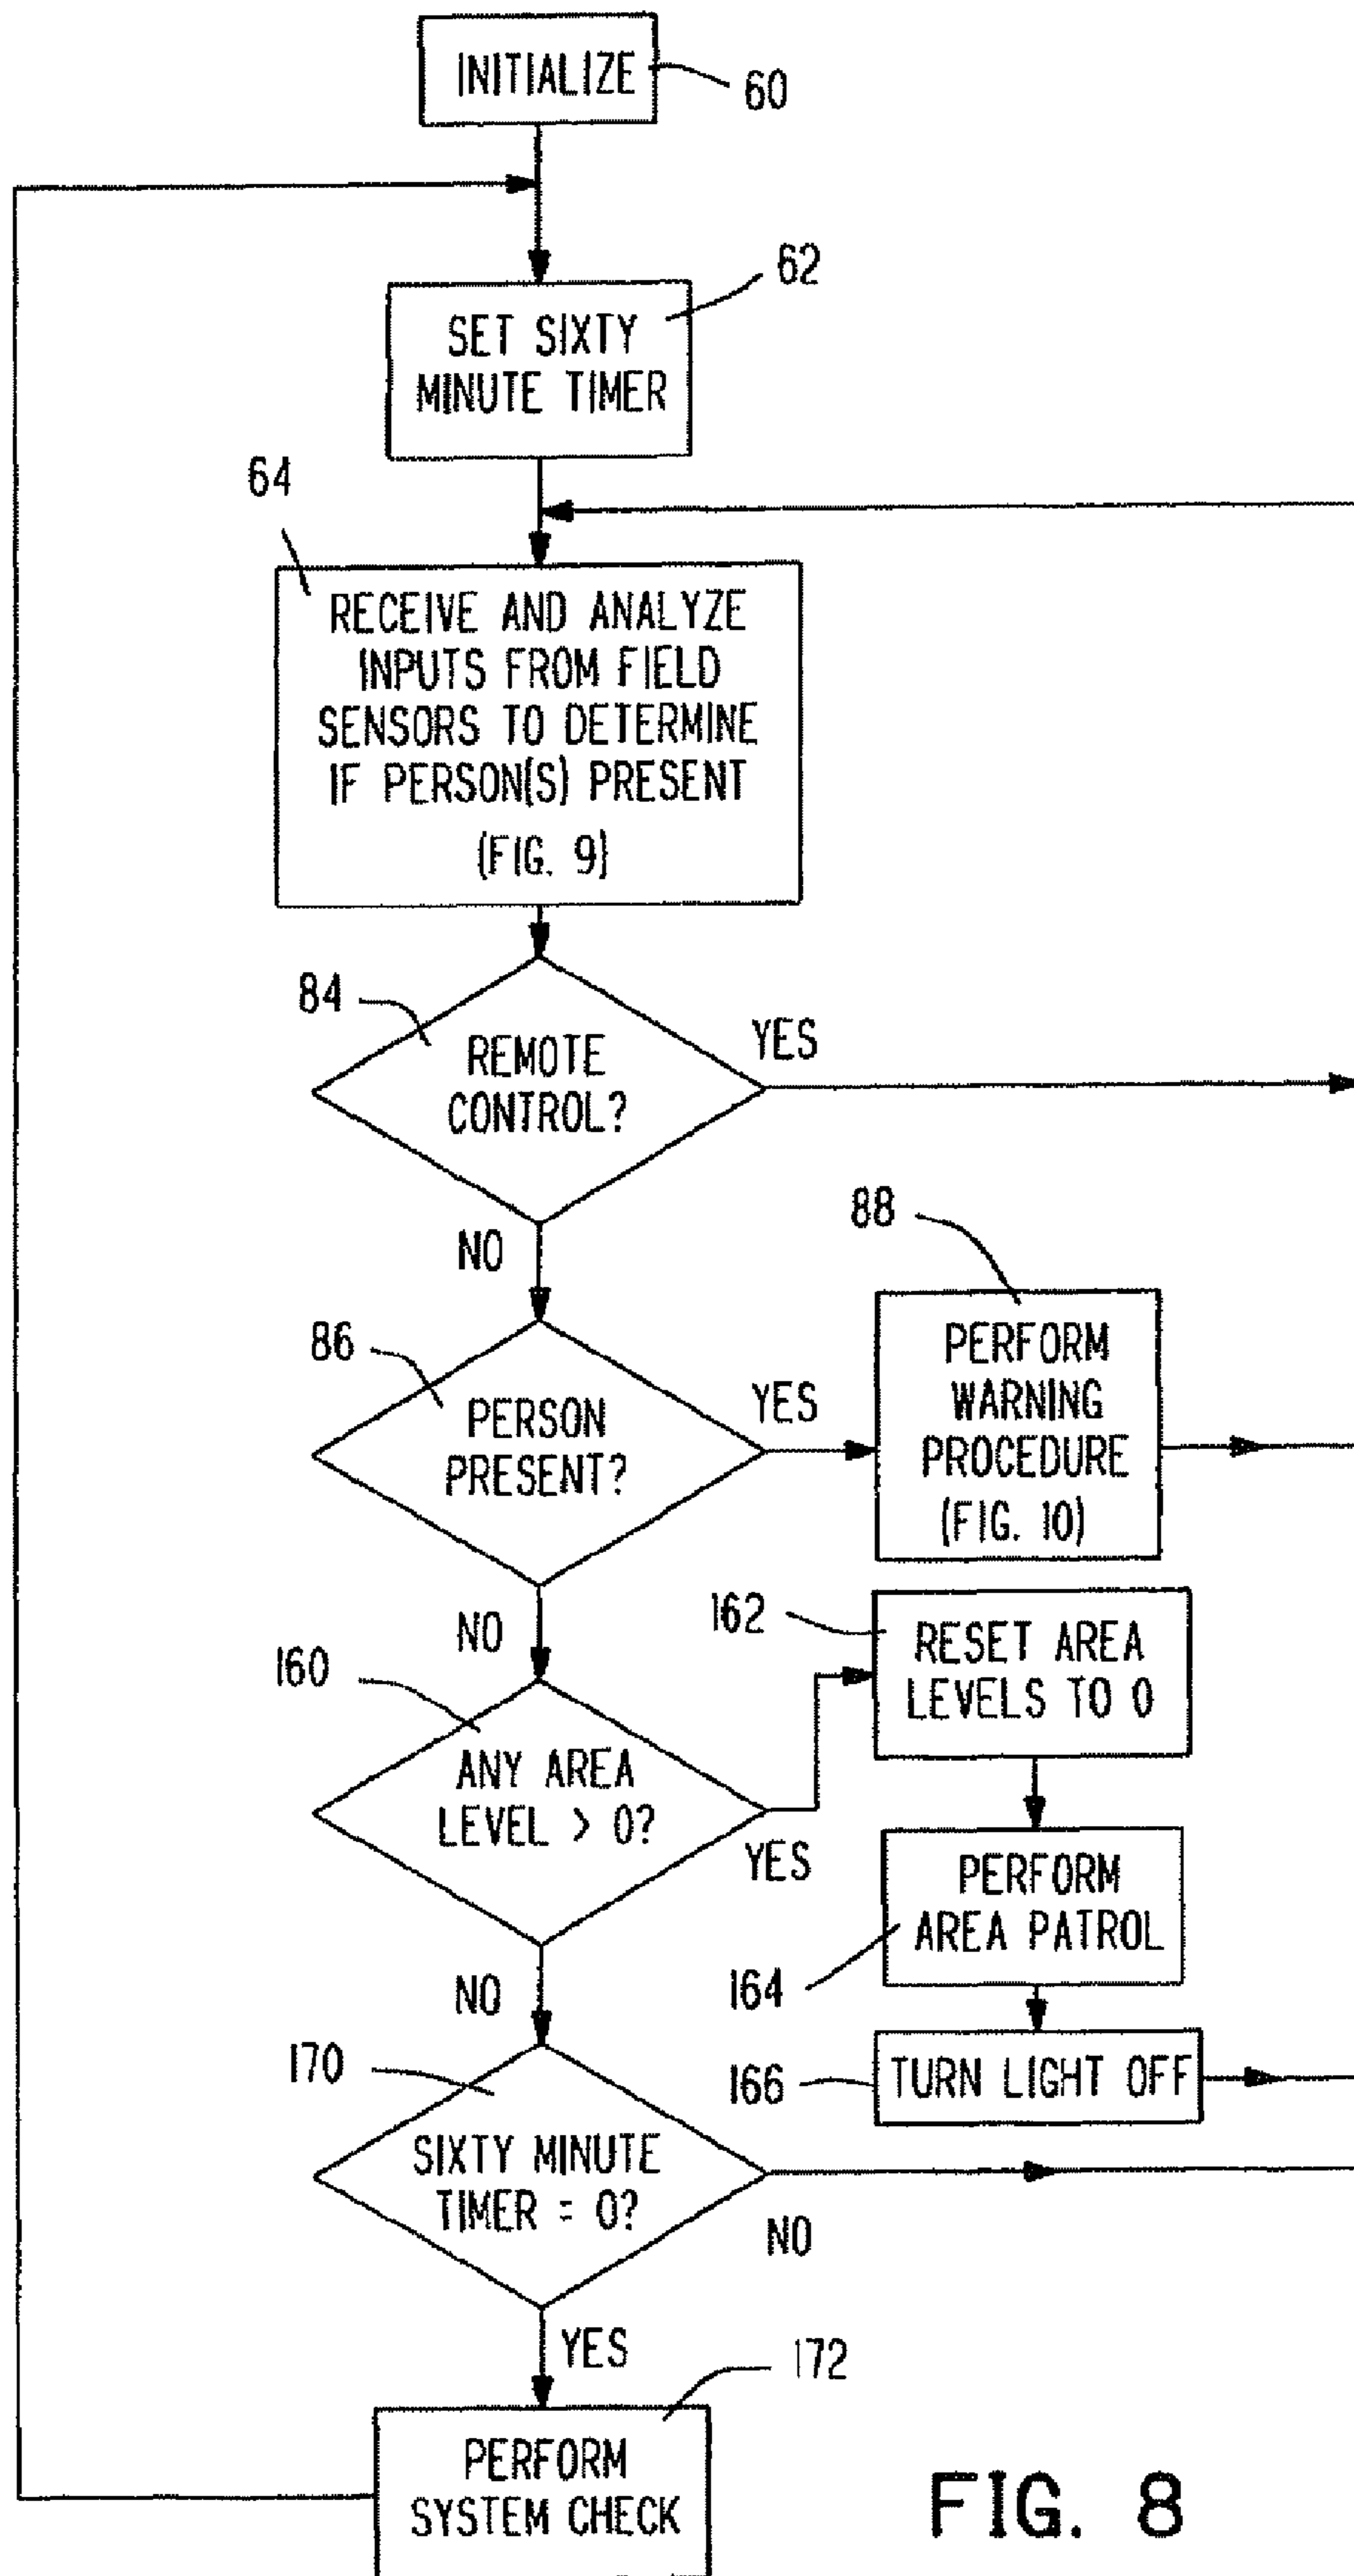 INITIALIZE
60
62
SET SIXTY
MINUTE TIMER
64
RECEIVE AND ANALYZE
INPUTS FROM FIELD
SENSORS TO DETERMINE
IF PERSON(S) PRESENT
(FIG. 9)
84
REMOTE
CONTROL?
YES
NO
88
86
PERSON
PRESENT?
YES
PERFORM
WARNING
PROCEDURE
(FIG. 10)
NO
162
RESET AREA
LEVELS TO 0
160
ANY AREA
LEVEL > 0?
YES
PERFORM
AREA PATROL
164
NO
170
166
TURN LIGHT OFF
SIXTY MINUTE
TIMER = 0?
NO
YES
172
PERFORM
SYSTEM CHECK
FIG. 8